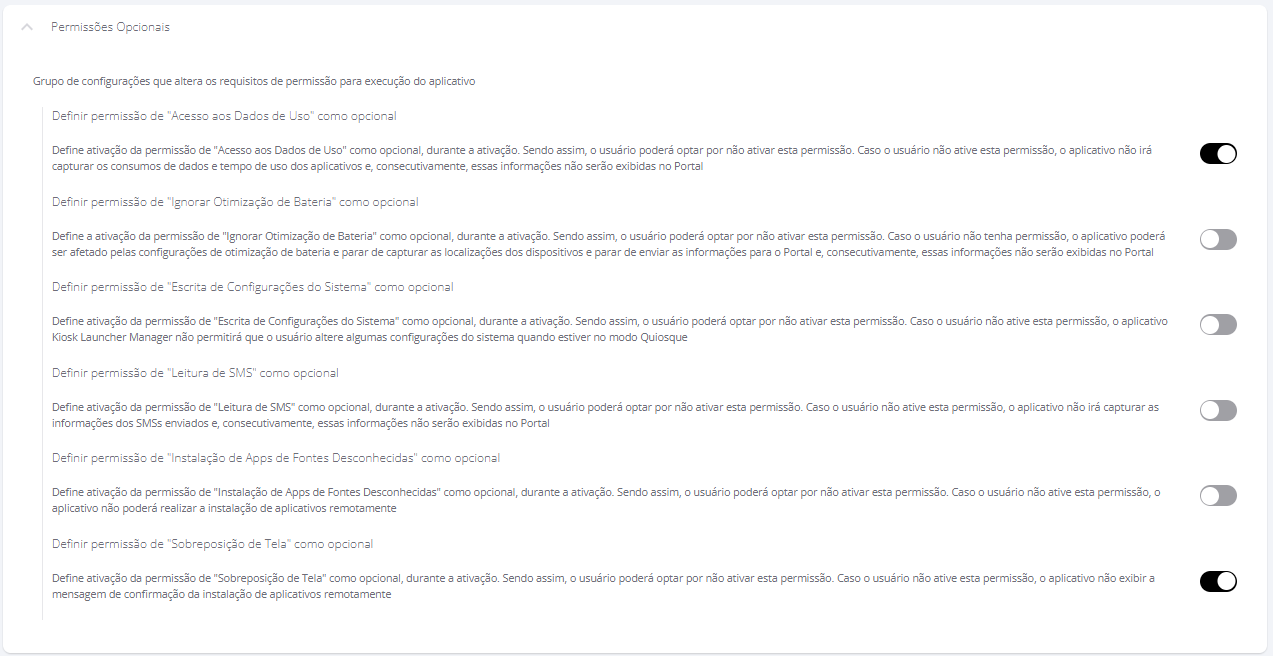 Permissões Opcionais
Grupo de configurações que altera os requisitos de permissão para execução do aplicativo
Definir permissão de "Acesso aos Dados de Uso" como opcional
Define ativação da permissão de "Acesso aos Dados de Uso" como opcional, durante a ativação. Sendo assim, o usuário poderá optar por não ativar esta permissão. Caso o usuário não ative esta permissão, o aplicativo não irá
capturar os consumos de dados e tempo de uso dos aplicativos e, consecutivamente, essas informações não serão exibidas no Portal
Definir permissão de "Ignorar Otimização de Bateria" como opcional
Define a ativação da permissão de "Ignorar Otimização de Bateria" como opcional, durante a ativação. Sendo assim, o usuário poderá optar por não ativar esta permissão. Caso o usuário não tenha permissão, o aplicativo poderá
ser afetado pelas configurações de otimização de bateria e parar de capturar as localizações dos dispositivos e parar de enviar as informações para o Portal e, consecutivamente, essas informações não serão exibidas no Portal
Definir permissão de "Escrita de Configurações do Sistema" como opcional
Define ativação da permissão de "Escrita de Configurações do Sistema" como opcional, durante a ativação. Sendo assim, o usuário poderá optar por não ativar esta permissão. Caso o usuário não ative esta permissão, o aplicativo
Kiosk Launcher Manager não permitirá que o usuário altere algumas configurações do sistema quando estiver no modo Quiosque
Definir permissão de "Leitura de SMS" como opcional
Define ativação da permissão de "Leitura de SMS" como opcional, durante a ativação. Sendo assim, o usuário poderá optar por não ativar esta permissão. Caso o usuário não ative esta permissão, o aplicativo não irá capturar as
informações dos SMSs enviados e, consecutivamente, essas informações não serão exibidas no Portal
Definir permissão de "Instalação de Apps de Fontes Desconhecidas" como opcional
Define ativação da permissão de "Instalação de Apps de Fontes Desconhecidas" como opcional, durante a ativação. Sendo assim, o usuário poderá optar por não ativar esta permissão. Caso o usuário não ative esta permissão, o
aplicativo não poderá realizar a instalação de aplicativos remotamente
Definir permissão de "Sobreposição de Tela" como opcional
Define ativação da permissão de "Sobreposição de Tela" como opcional, durante a ativação. Sendo assim, o usuário poderá optar por não ativar esta permissão. Caso o usuário não ative esta permissão, o aplicativo não exibir a
mensagem de confirmação da instalação de aplicativos remotamente